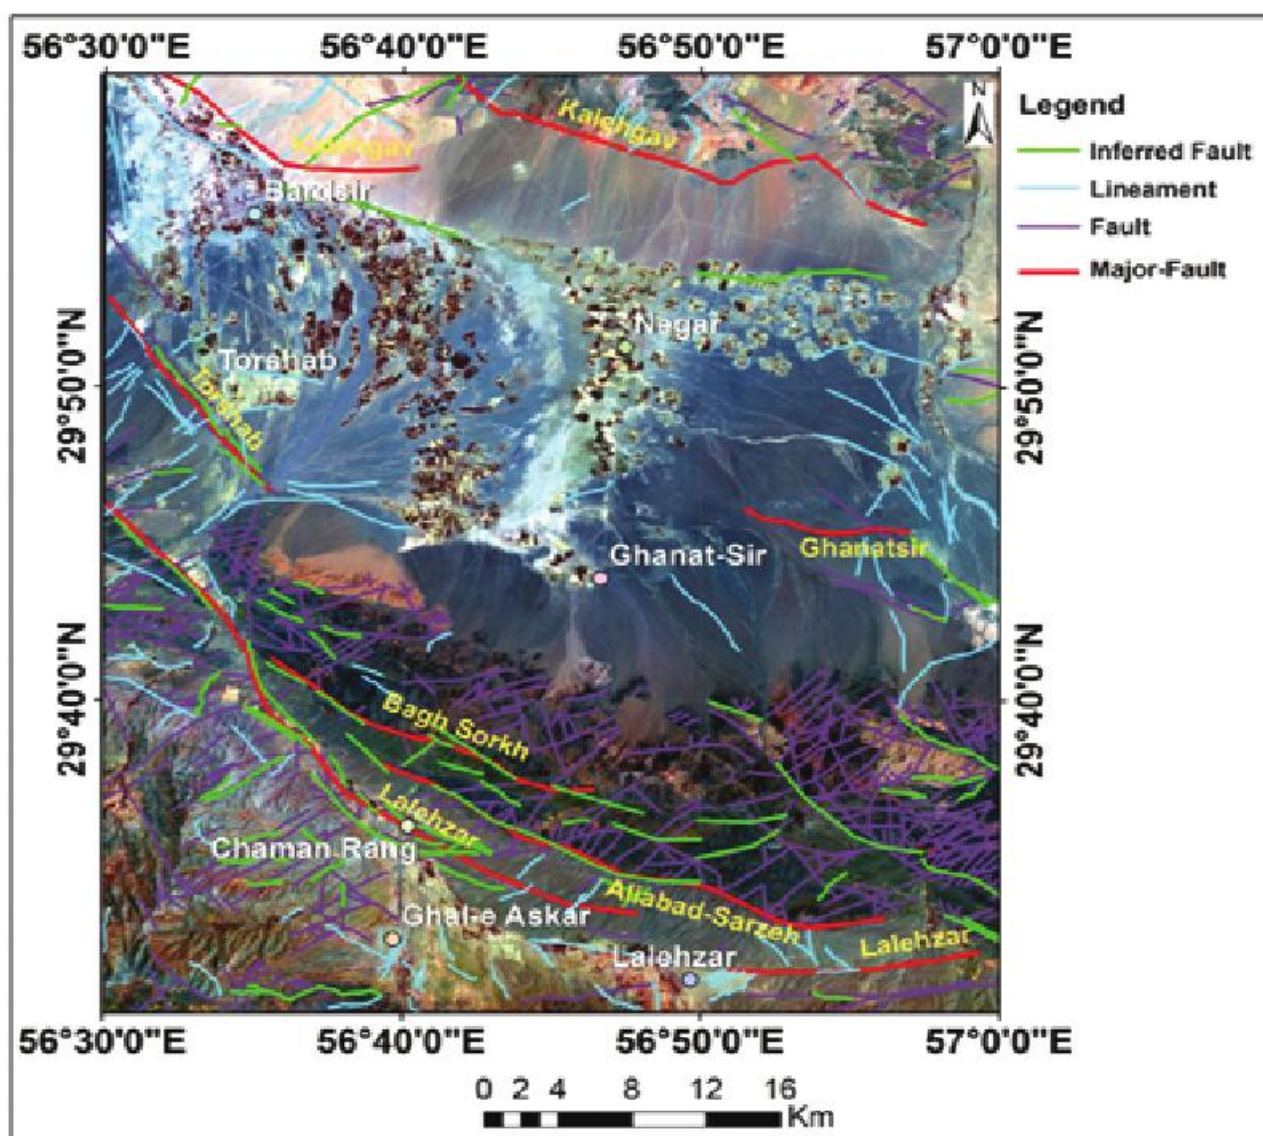 56°30'0"E 56°40'0"E 56°50'0"E 57°0'0"E
N
Legend
Inferred Fault
Lineament
Fault
Major-Fault
Kalengav
Kalengav
Bardsir
Negar
Torshab
Torshab
29°50'0"N
29°50'0"N
Ghanat-Sir
Ghanatsir
29°40'0"N
29°40'0"N
Bagh Sorkh
Lalehzar
Chaman Rang
Aliabad-Sarzeh
Ghal-e Askar
Lalehzar
Lalehzar
56°30'0"E 56°40'0"E 56°50'0"E 57°0'0"E
0 2 4 8 12 16
Km